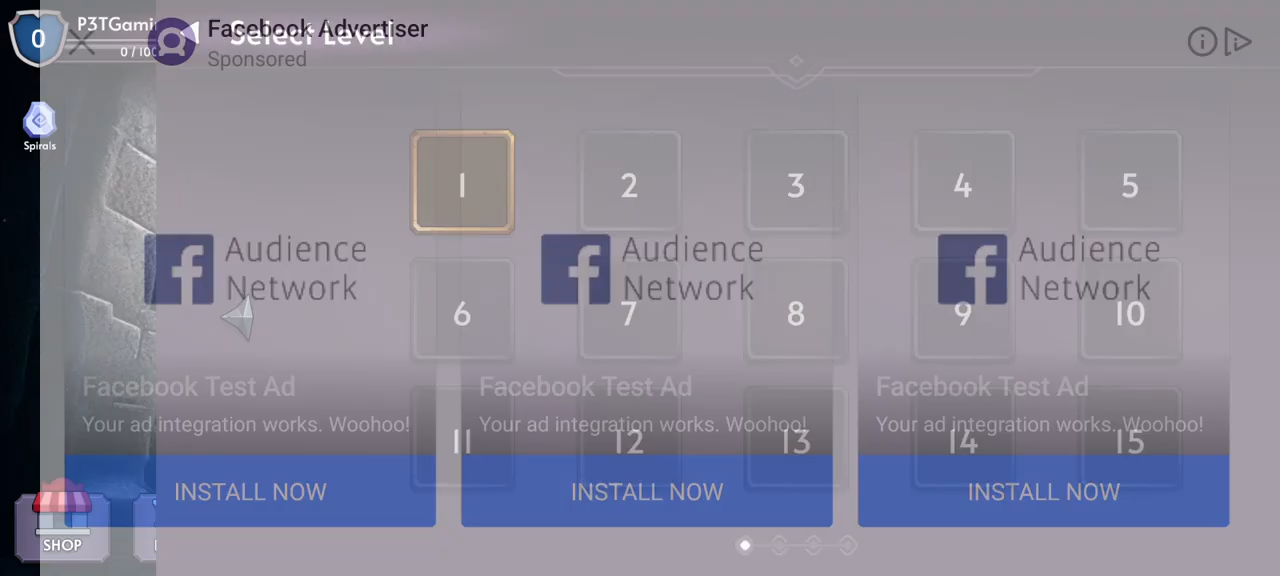 0
P3TGami
0 / 100
Facebook Advertiser
Select Level
Sponsored
Spirals
1
2
3
4
5
Audience
Network
Audience
Network
Audience
Network
6
7
8
9
10
Facebook Test Ad
Facebook Test Ad
Facebook Test Ad
Your ad integration works. Woohoo!
Your ad integration works. Woohoo!
Your ad integration works. Woohoo!
11
12
13
14
15
INSTALL NOW
INSTALL NOW
INSTALL NOW
SHOP